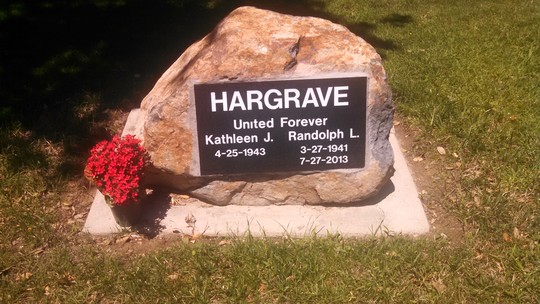 HARGRAVE
United Forever
Kathleen J. Randolph L.
4-25-1943 3-27-1941
7-27-2013